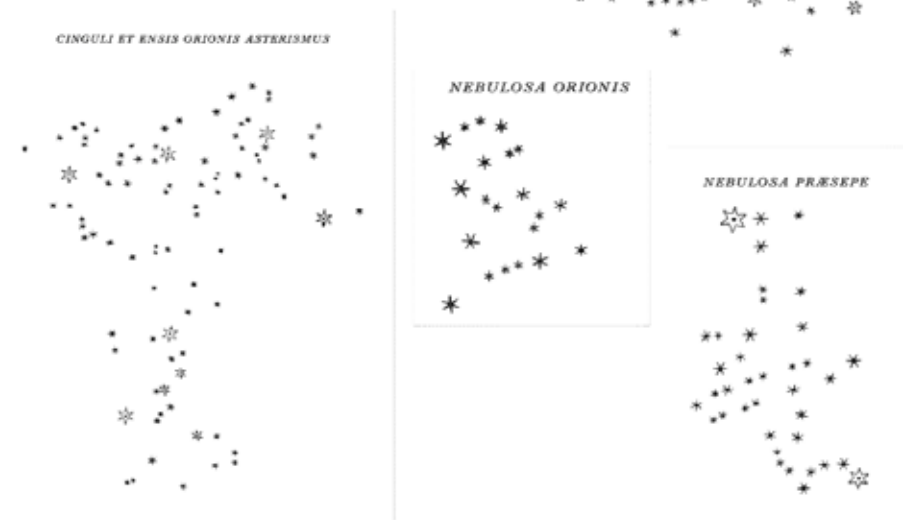 CINGULI ET ENSIS ORIONIS ASTERISMUS
NEBULOSA ORIONIS
NEBULOSA PRÆSEPE